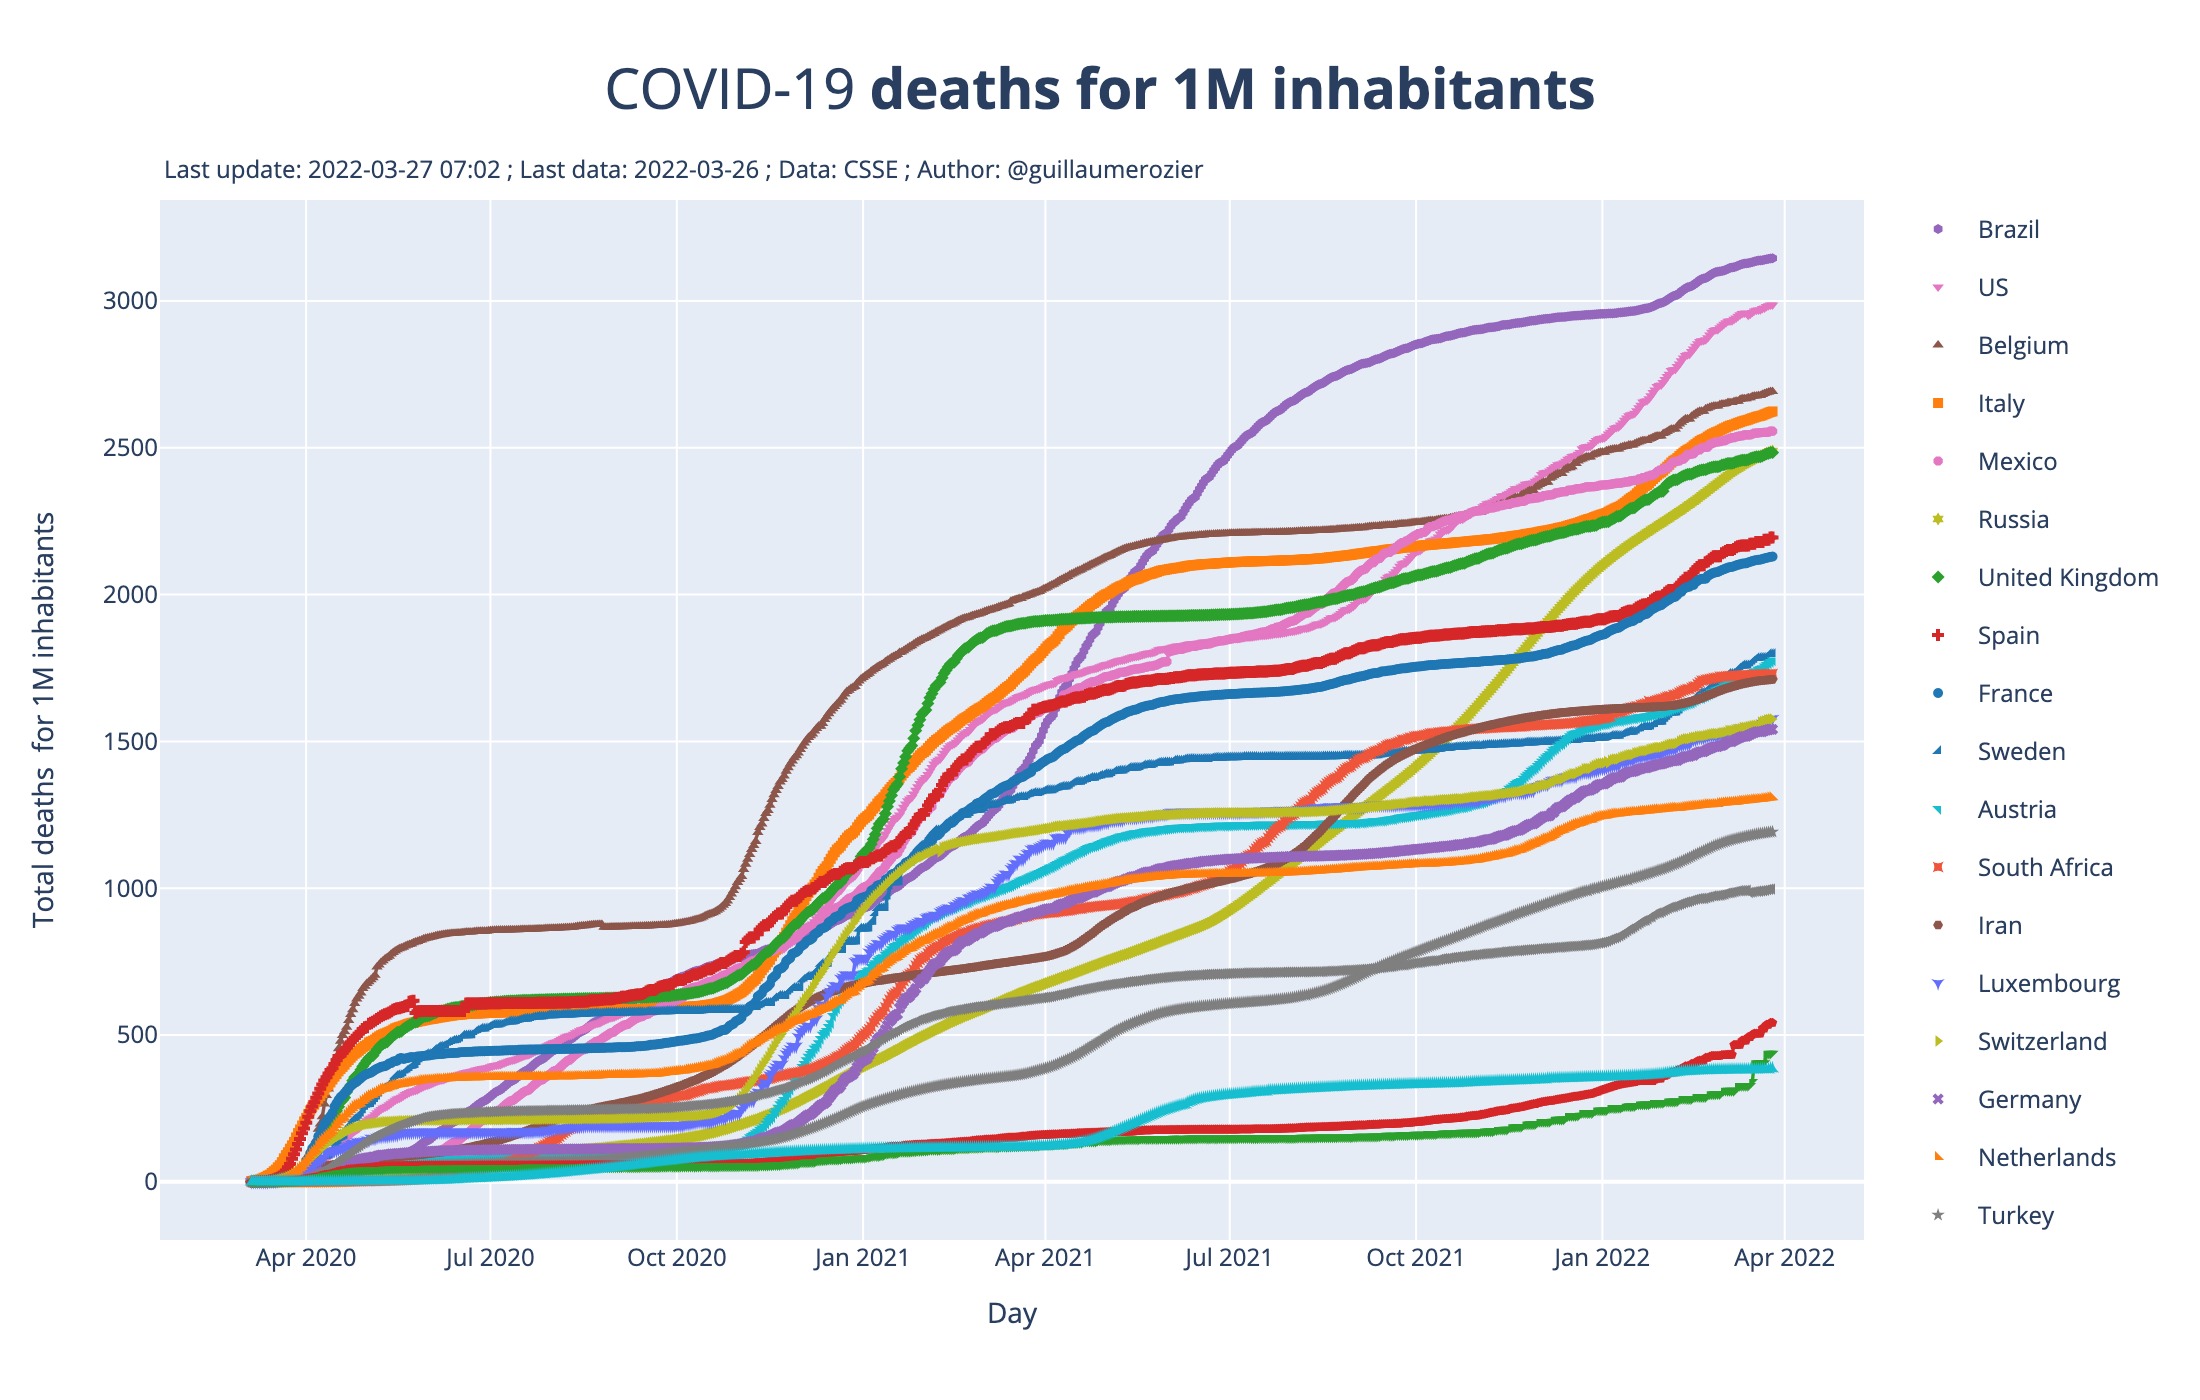 COVID-19 deaths for 1M inhabitants
Last update: 2022-03-27 07:02 ; Last data: 2022-03-26 ; Data: CSSE ; Author: @guillaumerozier
Total deaths for 1M inhabitants
3000
2500
2000
1500
1000
500
0
Apr 2020
Jul 2020
Oct 2020
Jan 2021
Apr 2021
Jul 2021
Oct 2021
Jan 2022
Apr 2022
Day
Brazil
US
Belgium
Italy
Mexico
Russia
United Kingdom
Spain
France
Sweden
Austria
South Africa
Iran
Luxembourg
Switzerland
Germany
Netherlands
Turkey